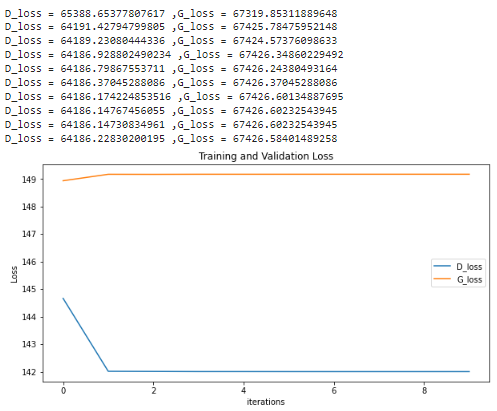 D_loss = 65388.65377807617 ,G_loss = 67319.85311889648
D_loss = 64191.42794799805 ,G_loss = 67425.78475952148
D_loss = 64189.23080444336 ,G_loss = 67424.57376098633
D_loss = 64186.928802490234 ,G_loss = 67426.34860229492
D_loss = 64186.79867553711 ,G_loss = 67426.24380493164
D_loss = 64186.37045288086 ,G_loss = 67426.37045288086
D_loss = 64186.174224853516 ,G_loss = 67426.60134887695
D_loss = 64186.14767456055 ,G_loss = 67426.60232543945
D_loss = 64186.14730834961 ,G_loss = 67426.60232543945
D_loss = 64186.22830200195 ,G_loss = 67426.58401489258
Training and Validation Loss
149
148
147
146
145
144
143
142
Loss
D_loss
G_loss
0 2 4 6 8
iterations